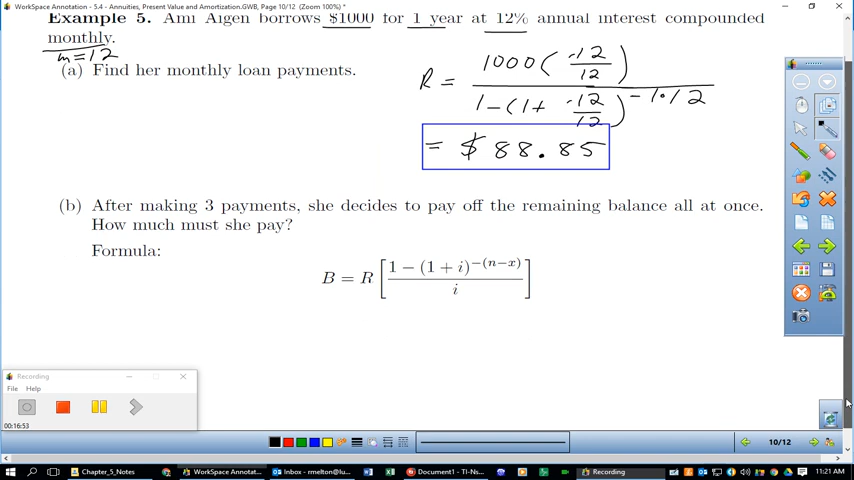 WorkSpace Annotation - 5.4 - Annuities, Present Value and Amortization.GWB, Page 10/12 (Zoom 100%) *
Example 5. Ami Aigen borrows $1000 for 1 year at 12% annual interest compounded
monthly.
m=12
(a) Find her monthly loan payments.
R = 1000(.12/12) / 1-(1+ .12/12)^-1·12
= $ 88.85
(b) After making 3 payments, she decides to pay off the remaining balance all at once.
How much must she pay?
Formula:
B = R [ 1 − (1 + i)^−(n−x) / i ]
Recording
File Help
00:16:53
10/12
Chapter_5_Notes
WorkSpace Annotat...
Inbox - rmelton@lu...
Document1 - TI-Ns...
Recording
11:21 AM